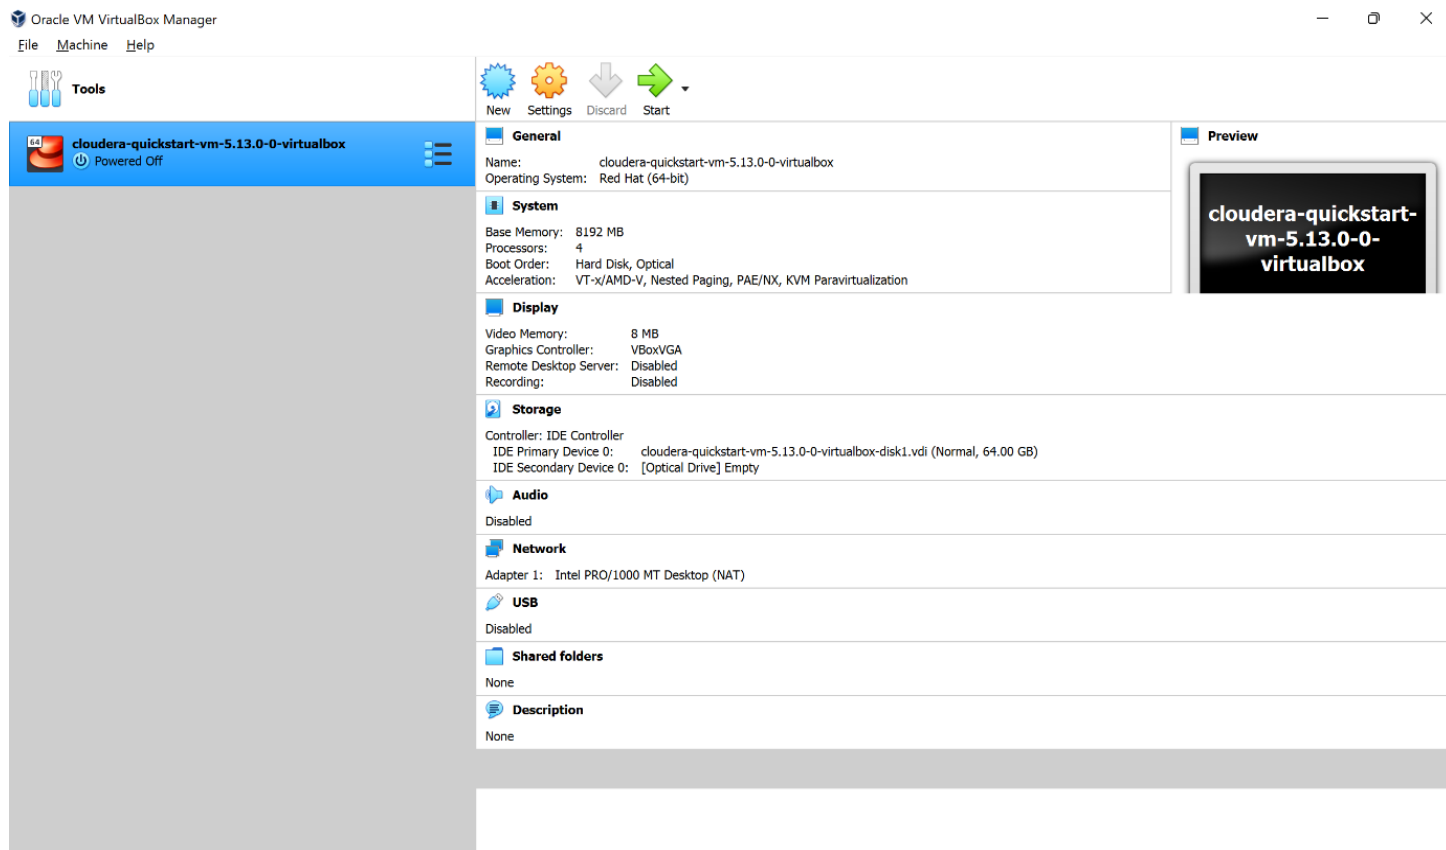 Oracle VM VirtualBox Manager
File Machine Help
Tools
New Settings Discard Start
64
cloudera-quickstart-vm-5.13.0-0-virtualbox
Powered Off
General
Name: cloudera-quickstart-vm-5.13.0-0-virtualbox
Operating System: Red Hat (64-bit)
Preview
cloudera-quickstart-
vm-5.13.0-0-
virtualbox
System
Base Memory: 8192 MB
Processors: 4
Boot Order: Hard Disk, Optical
Acceleration: VT-x/AMD-V, Nested Paging, PAE/NX, KVM Paravirtualization
Display
Video Memory: 8 MB
Graphics Controller: VBoxVGA
Remote Desktop Server: Disabled
Recording: Disabled
Storage
Controller: IDE Controller
IDE Primary Device 0: cloudera-quickstart-vm-5.13.0-0-virtualbox-disk1.vdi (Normal, 64.00 GB)
IDE Secondary Device 0: [Optical Drive] Empty
Audio
Disabled
Network
Adapter 1: Intel PRO/1000 MT Desktop (NAT)
USB
Disabled
Shared folders
None
Description
None